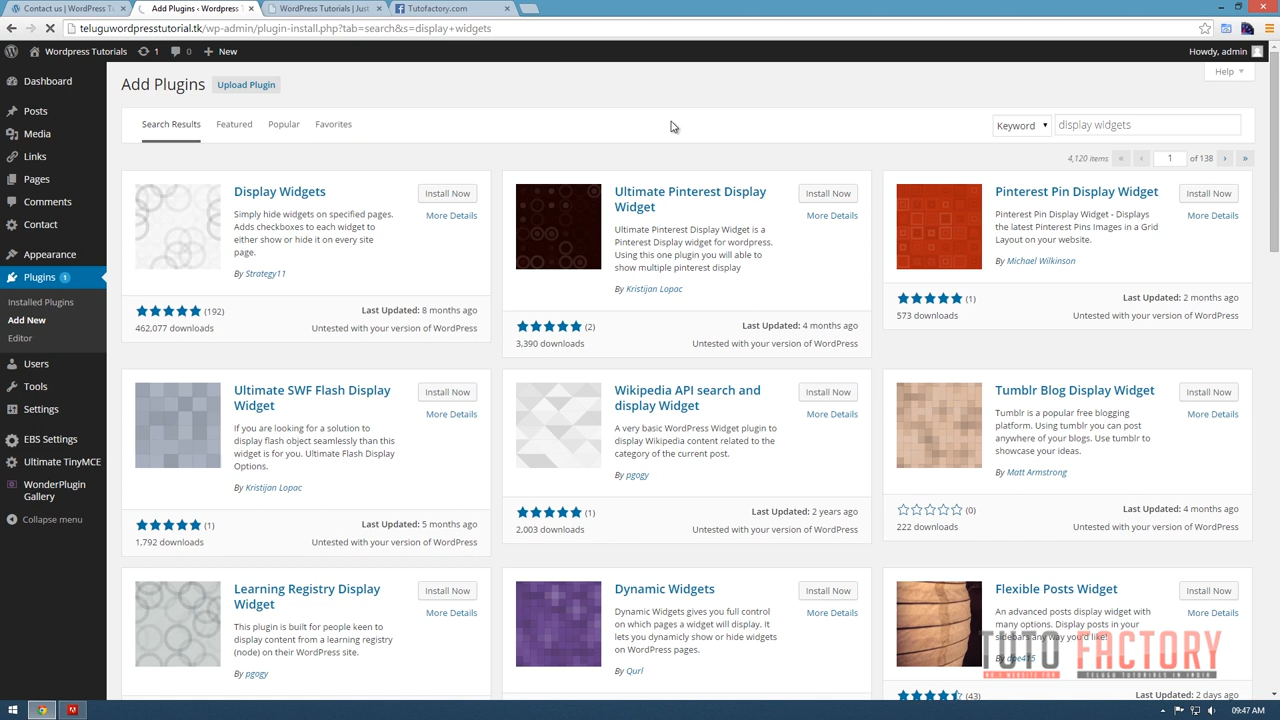 Contact us | WordPress Tu
Add Plugins ‹ Wordpress T
WordPress Tutorials | Just
Tutofactory.com
teluguwordpresstutorial.tk/wp-admin/plugin-install.php?tab=search&s=display+widgets
Wordpress Tutorials
1
0
New
Howdy, admin
Dashboard
Posts
Media
Links
Pages
Comments
Contact
Appearance
Plugins 1
Installed Plugins
Add New
Editor
Users
Tools
Settings
EBS Settings
Ultimate TinyMCE
WonderPlugin
Gallery
Collapse menu
Add Plugins
Upload Plugin
Help
Search Results
Featured
Popular
Favorites
Keyword
display widgets
4,120 items « ‹ 1 of 138 › »
Display Widgets
Install Now
More Details
Simply hide widgets on specified pages.
Adds checkboxes to each widget to
either show or hide it on every site
page.
By Strategy11
(192)
462,077 downloads
Last Updated: 8 months ago
Untested with your version of WordPress
Ultimate Pinterest Display
Widget
Install Now
More Details
Ultimate Pinterest Display Widget is a
Pinterest Display widget for wordpress.
Using this one plugin you will able to
show multiple pinterest display
By Kristijan Lopac
(2)
3,390 downloads
Last Updated: 4 months ago
Untested with your version of WordPress
Pinterest Pin Display Widget
Install Now
More Details
Pinterest Pin Display Widget - Displays
the latest Pinterest Pins Images in a Grid
Layout on your website.
By Michael Wilkinson
(1)
573 downloads
Last Updated: 2 months ago
Untested with your version of WordPress
Ultimate SWF Flash Display
Widget
Install Now
More Details
If you are looking for a solution to
display flash object seamlessly than this
widget is for you. Ultimate Flash Display
Options.
By Kristijan Lopac
(1)
1,792 downloads
Last Updated: 5 months ago
Untested with your version of WordPress
Wikipedia API search and
display Widget
Install Now
More Details
A very basic WordPress Widget plugin to
display Wikipedia content related to the
category of the current post.
By pgogy
(1)
2,003 downloads
Last Updated: 2 years ago
Untested with your version of WordPress
Tumblr Blog Display Widget
Install Now
More Details
Tumblr is a popular free blogging
platform. Using tumblr you can post
anywhere of your blogs. Use tumblr to
showcase your ideas.
By Matt Armstrong
(0)
222 downloads
Last Updated: 4 months ago
Untested with your version of WordPress
Learning Registry Display
Widget
Install Now
More Details
This plugin is built for people keen to
display content from a learning registry
(node) on their WordPress site.
By pgogy
Dynamic Widgets
Install Now
More Details
Dynamic Widgets gives you full control
on which pages a widget will display. It
lets you dynamicly show or hide widgets
on WordPress pages.
By Qurl
Flexible Posts Widget
Install Now
More Details
An advanced posts display widget with
many options. Display posts in your
sidebars any way you'd like!
By dpe415
(43)
Last Updated: 2 days ago
TUTO FACTORY
TELUGU TUTORIALS IN INDIA
09:47 AM